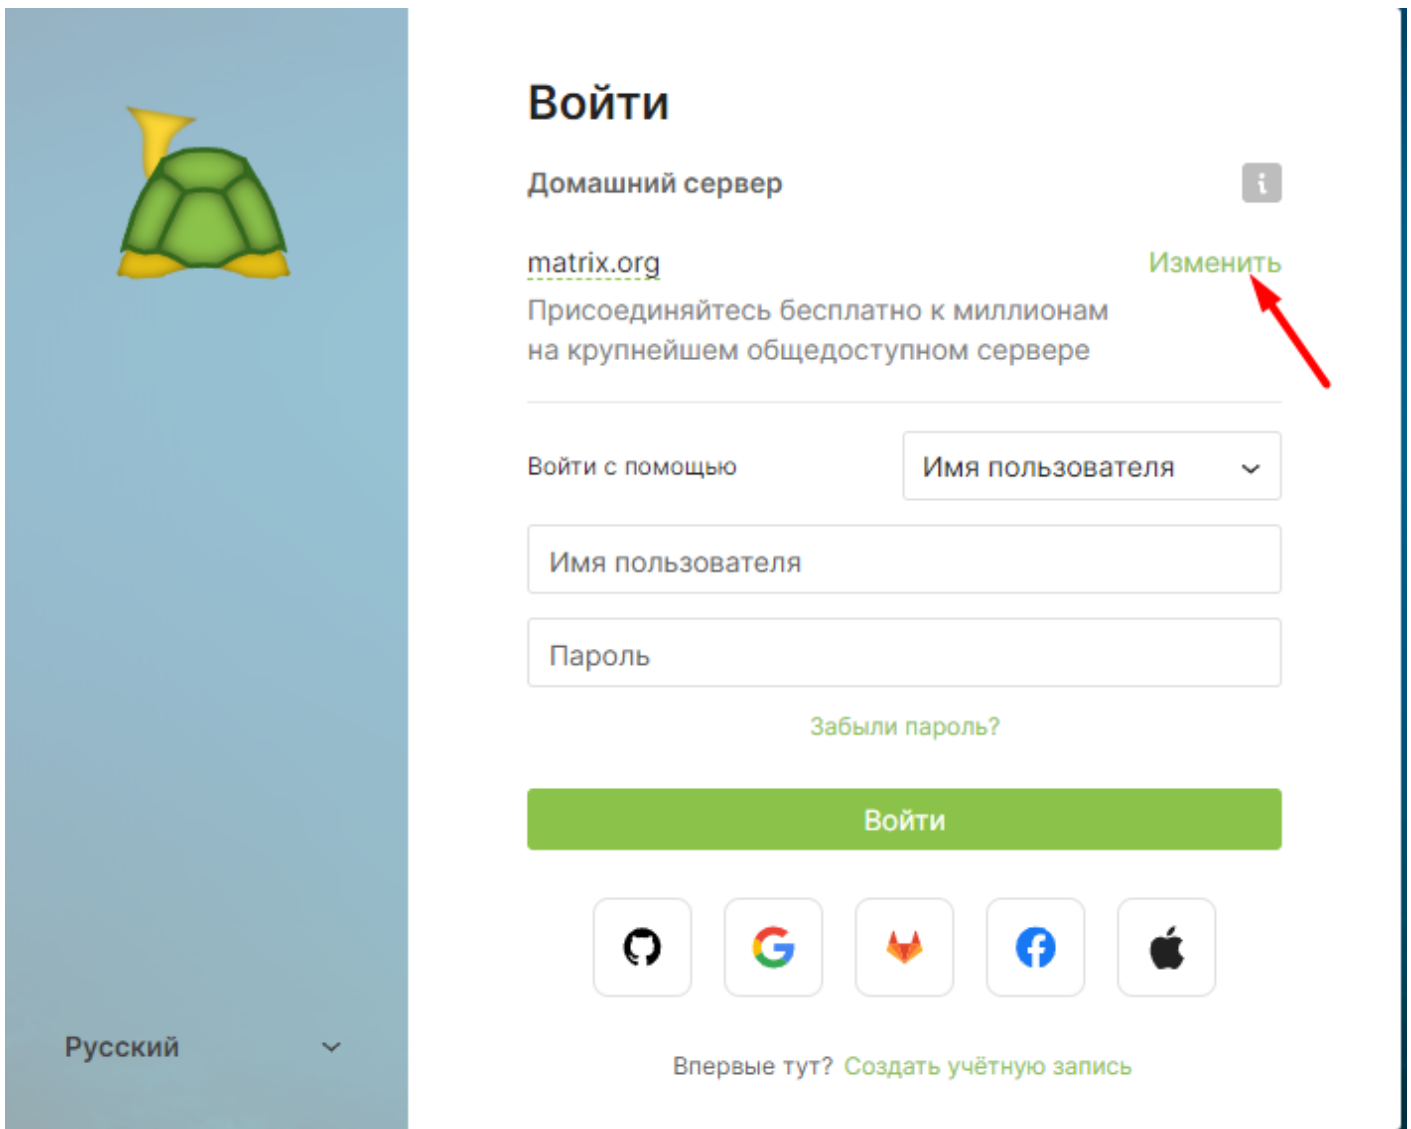 Войти
Домашний сервер
matrix.org
Изменить
Присоединяйтесь бесплатно к миллионам
на крупнейшем общедоступном сервере
Войти с помощью
Имя пользователя
Имя пользователя
Пароль
Забыли пароль?
Войти
Впервые тут? Создать учётную запись
Русский